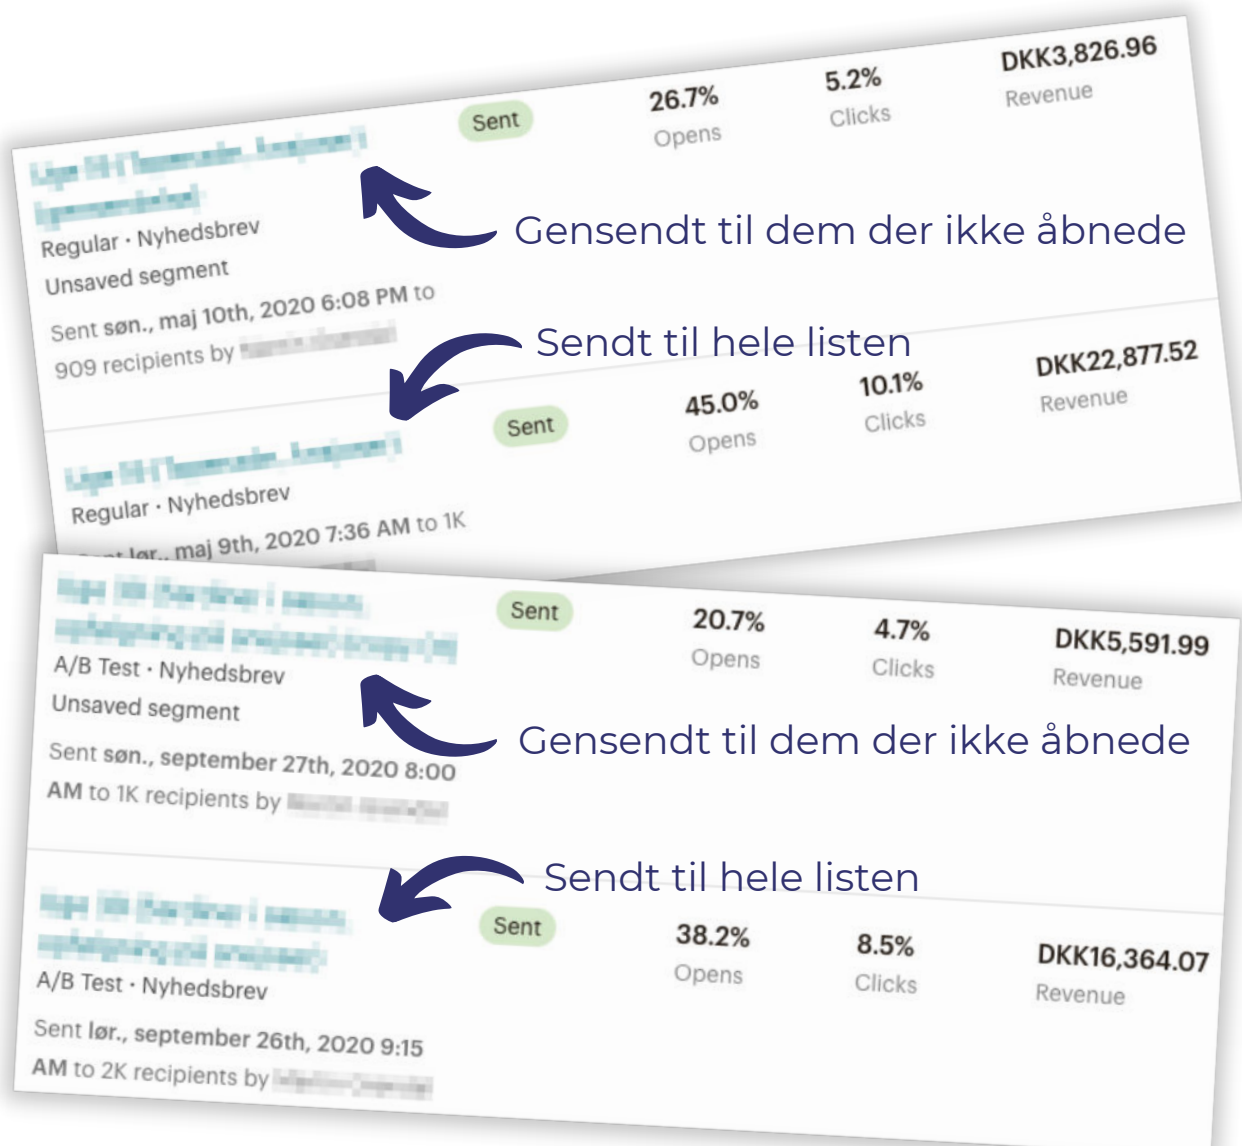 Sent
26.7%
5.2%
DKK3,826.96
Opens
Clicks
Revenue
Regular · Nyhedsbrev
Unsaved segment
Sent søn., maj 10th, 2020 6:08 PM to
909 recipients by
Gensendt til dem der ikke åbnede
Sendt til hele listen
Sent
45.0%
10.1%
DKK22,877.52
Opens
Clicks
Revenue
Regular · Nyhedsbrev
Sent lør., maj 9th, 2020 7:36 AM to 1K
Sent
20.7%
4.7%
DKK5,591.99
Opens
Clicks
Revenue
A/B Test · Nyhedsbrev
Unsaved segment
Sent søn., september 27th, 2020 8:00
AM to 1K recipients by
Gensendt til dem der ikke åbnede
Sendt til hele listen
Sent
38.2%
8.5%
DKK16,364.07
Opens
Clicks
Revenue
A/B Test · Nyhedsbrev
Sent lør., september 26th, 2020 9:15
AM to 2K recipients by